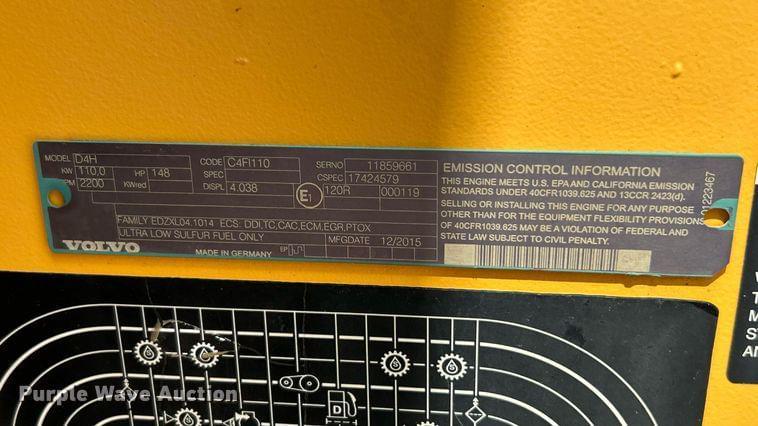 MODEL D4H CODE C4FI110 SERNO 11859661
KW 110,0 HP 148 SPEC CSPEC 17424579
RPM 2200 KWred DISPL 4.038 E1 120R 000119
FAMILY EDZXL04.1014 ECS. DDI,TC,CAC,ECM,EGR,PTOX
ULTRA LOW SULFUR FUEL ONLY MFGDATE 12/2015
VOLVO MADE IN GERMANY EP
EMISSION CONTROL INFORMATION
THIS ENGINE MEETS U.S. EPA AND CALIFORNIA EMISSION
STANDARDS UNDER 40CFR1039.625 AND 13CCR 2423(d).
SELLING OR INSTALLING THIS ENGINE FOR ANY PURPOSE
OTHER THAN FOR THE EQUIPMENT FLEXIBILITY PROVISIONS
OF 40CFR1039.625 MAY BE A VIOLATION OF FEDERAL AND
STATE LAW SUBJECT TO CIVIL PENALTY.
01223467
D
Purple Wave Auction